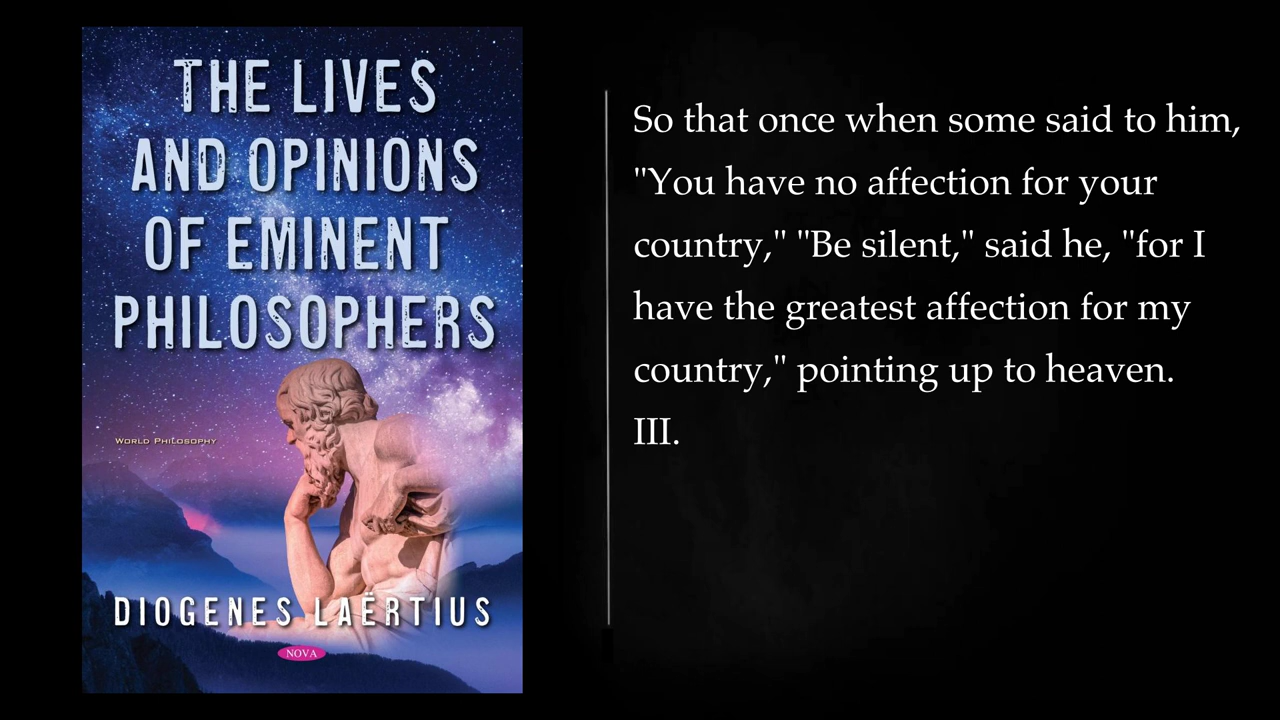 THE LIVES
AND OPINIONS
OF EMINENT
PHILOSOPHERS
WORLD PHILOSOPHY
DIOGENES LAËRTIUS
NOVA
So that once when some said to him,
"You have no affection for your
country," "Be silent," said he, "for I
have the greatest affection for my
country," pointing up to heaven.
III.